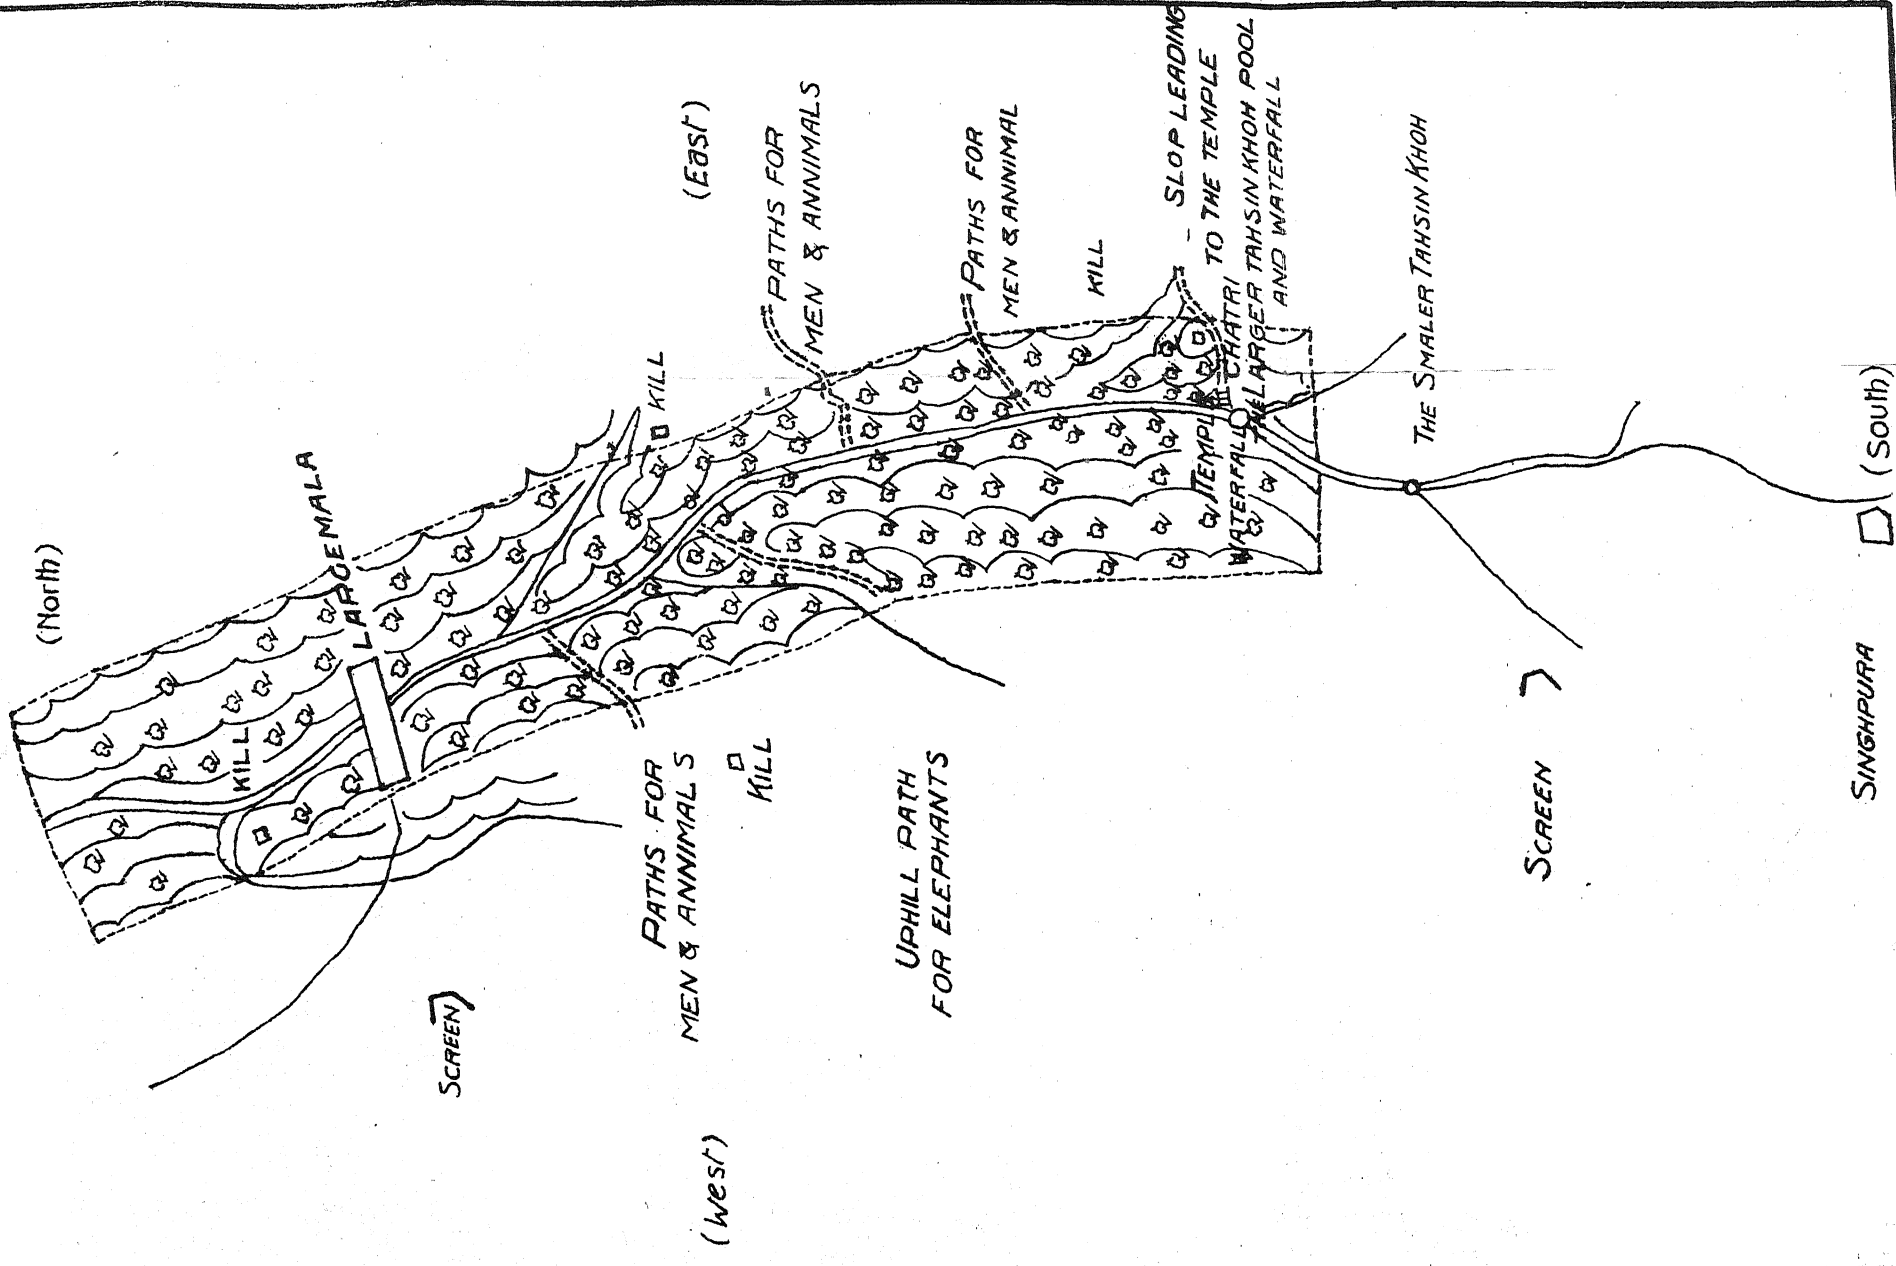 (North)
LARGEMALA
KILL
SCREEN
(West)
KILL
(East)
PATHS FOR
MEN & ANNIMALS
KILL
PATHS FOR
MEN & ANNIMALS
UPHILL PATH
FOR ELEPHANTS
PATHS FOR
MEN & ANNIMAL
KILL
- SLOP LEADING
TO THE TEMPLE
TEMPLE
CHATRI
WATERFALL
THE LARGER TAHSIN KHOH POOL
AND WATERFALL
THE SMALER TAHSIN KHOH
SCREEN
SINGHPURA
(South)